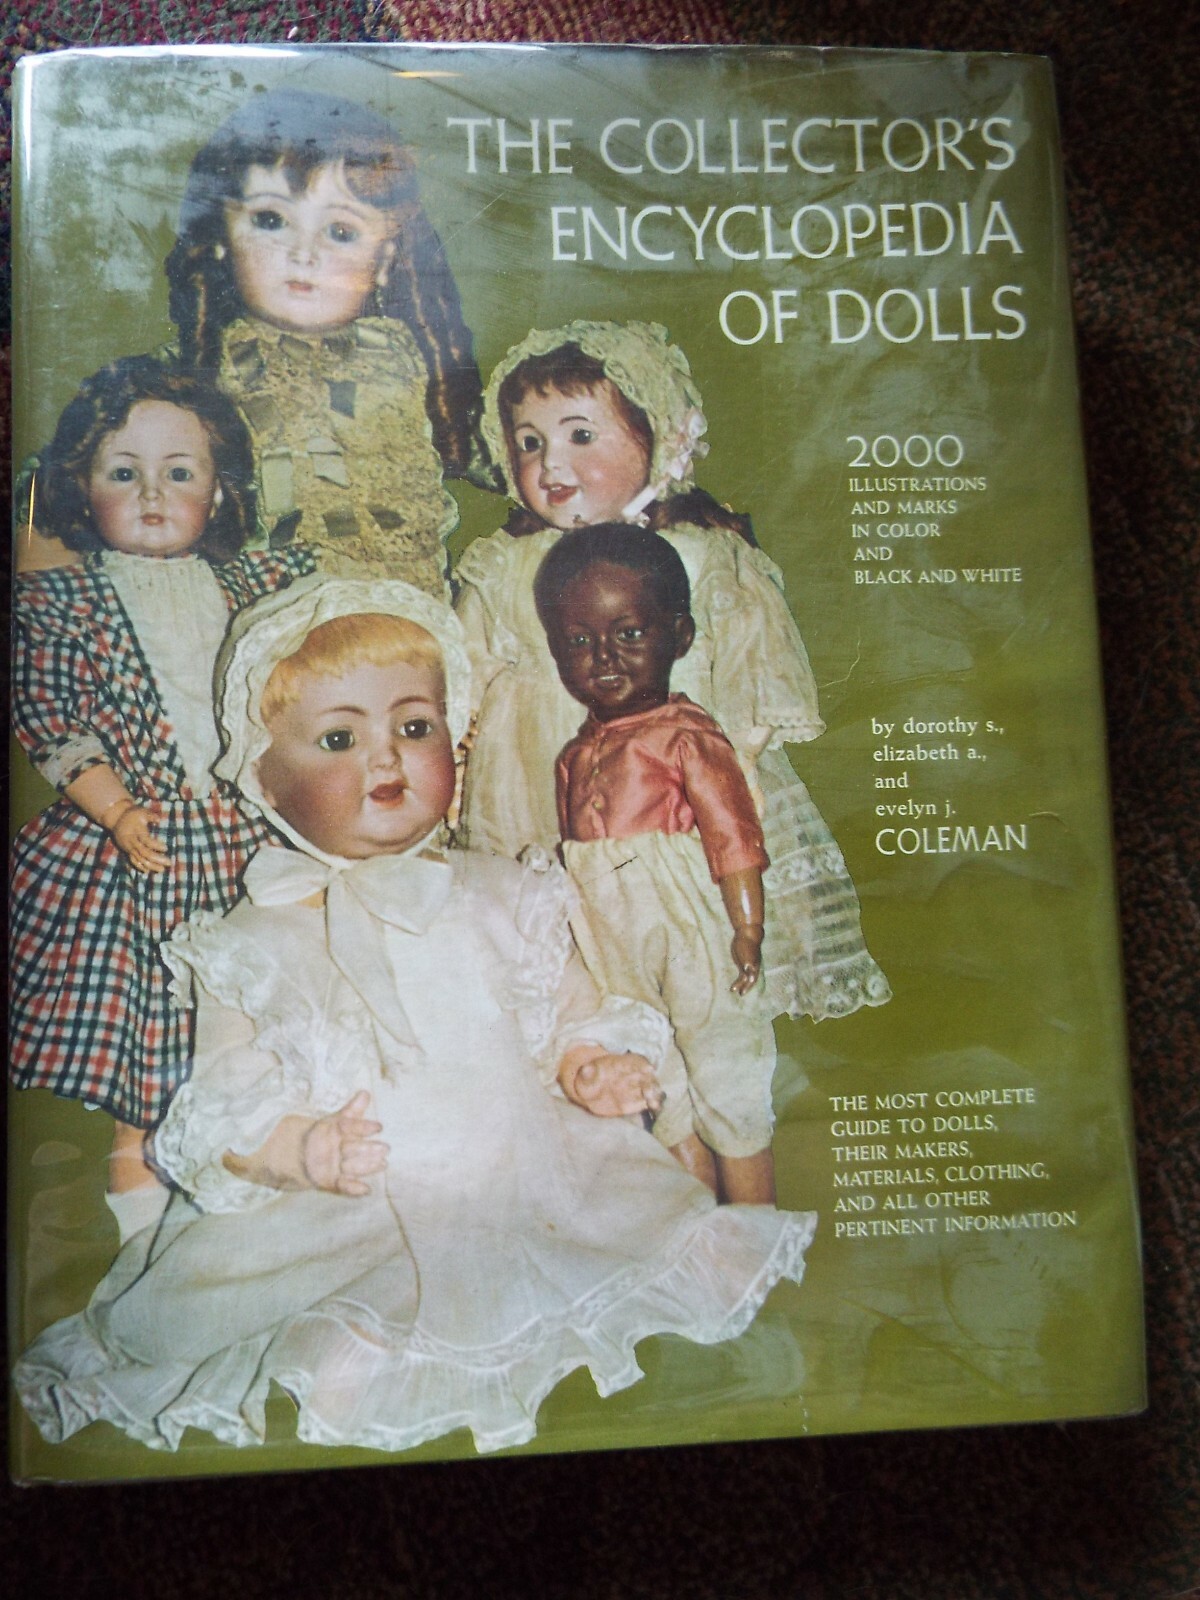 THE COLLECTOR'S
ENCYCLOPEDIA
OF DOLLS
2000
ILLUSTRATIONS
AND MARKS
IN COLOR
AND
BLACK AND WHITE
by dorothy s.,
elizabeth a.,
and
evelyn j.
COLEMAN
THE MOST COMPLETE
GUIDE TO DOLLS,
THEIR MAKERS,
MATERIALS, CLOTHING,
AND ALL OTHER
PERTINENT INFORMATION